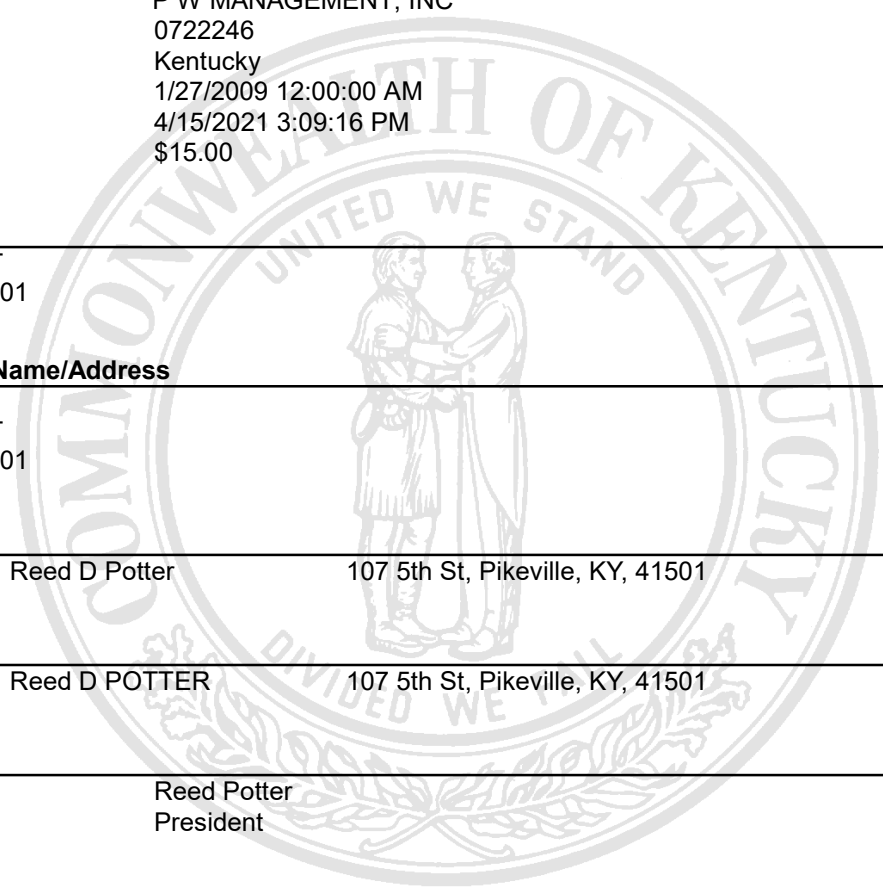 P W MANAGEMENT, INC
0722246
Kentucky
1/27/2009 12:00:00 AM
4/15/2021 3:09:16 PM
$15.00
COMMONWEALTH OF KENTUCKY
UNITED WE STAND
01
Name/Address
01
Reed D Potter 107 5th St, Pikeville, KY, 41501
Reed D POTTER 107 5th St, Pikeville, KY, 41501
DIVIDED WE FALL
Reed Potter
President